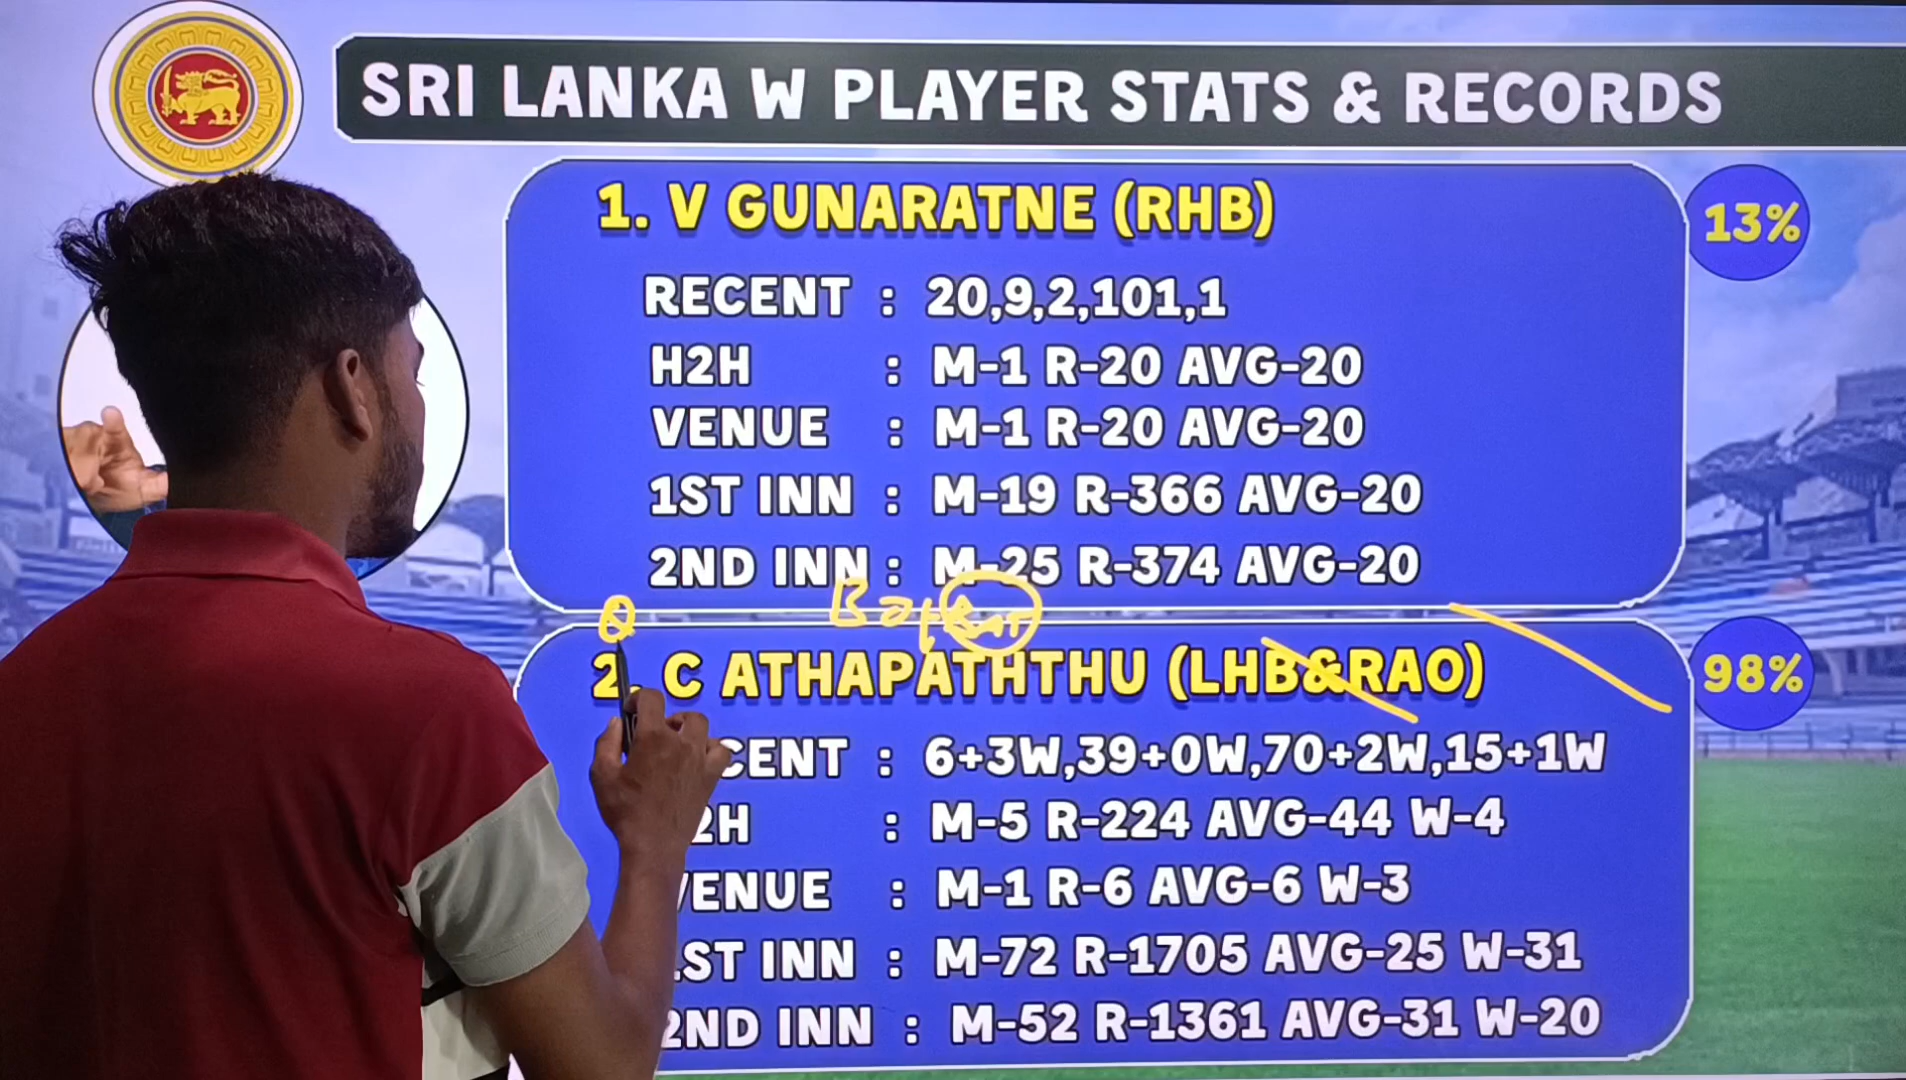 SRI LANKA W PLAYER STATS & RECORDS
1. V GUNARATNE (RHB)
13%
RECENT : 20,9,2,101,1
H2H : M-1 R-20 AVG-20
VENUE : M-1 R-20 AVG-20
1ST INN : M-19 R-366 AVG-20
2ND INN : M-25 R-374 AVG-20
2. C ATHAPATHTHU (LHB&RAO)
98%
CENT : 6+3W,39+0W,70+2W,15+1W
2H : M-5 R-224 AVG-44 W-4
VENUE : M-1 R-6 AVG-6 W-3
1ST INN : M-72 R-1705 AVG-25 W-31
2ND INN : M-52 R-1361 AVG-31 W-20